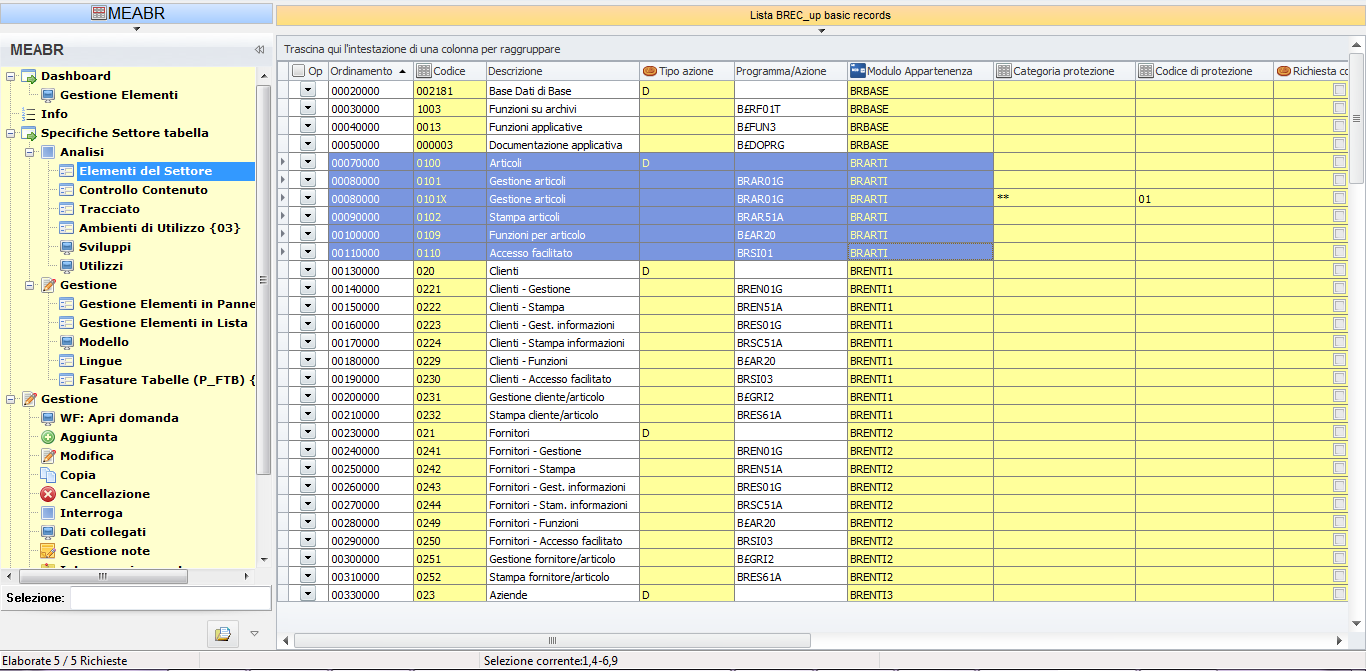 MEABR
Lista BREC_up basic records
MEABR
Dashboard
Gestione Elementi
Info
Specifiche Settore tabella
Analisi
Elementi del Settore
Controllo Contenuto
Tracciato
Ambienti di Utilizzo {03}
Sviluppi
Utilizzi
Gestione
Gestione Elementi in Panne
Gestione Elementi in Lista
Modello
Lingue
Fasature Tabelle (P_FTB) {
Gestione
WF: Apri domanda
Aggiunta
Modifica
Copia
Cancellazione
Interroga
Dati collegati
Gestione note
Selezione:
Trascina qui l'intestazione di una colonna per raggruppare
Op Ordinamento Codice Descrizione Tipo azione Programma/Azione Modulo Appartenenza Categoria protezione Codice di protezione Richiesta co
00020000 002181 Base Dati di Base D BRBASE
00030000 1003 Funzioni su archivi B£RF01T BRBASE
00040000 0013 Funzioni applicative B£FUN3 BRBASE
00050000 000003 Documentazione applicativa B£DOPRG BRBASE
00070000 0100 Articoli D BRARTI
00080000 0101 Gestione articoli BRAR01G BRARTI
00080000 0101X Gestione articoli BRAR01G BRARTI ** 01
00090000 0102 Stampa articoli BRAR51A BRARTI
00100000 0109 Funzioni per articolo B£AR20 BRARTI
00110000 0110 Accesso facilitato BRSI01 BRARTI
00130000 020 Clienti D BRENTI1
00140000 0221 Clienti - Gestione BREN01G BRENTI1
00150000 0222 Clienti - Stampa BREN51A BRENTI1
00160000 0223 Clienti - Gest. informazioni BRES01G BRENTI1
00170000 0224 Clienti - Stampa informazioni BRSC51A BRENTI1
00180000 0229 Clienti - Funzioni B£AR20 BRENTI1
00190000 0230 Clienti - Accesso facilitato BRSI03 BRENTI1
00200000 0231 Gestione cliente/articolo B£GRI2 BRENTI1
00210000 0232 Stampa cliente/articolo BRES61A BRENTI1
00230000 021 Fornitori D BRENTI2
00240000 0241 Fornitori - Gestione BREN01G BRENTI2
00250000 0242 Fornitori - Stampa BREN51A BRENTI2
00260000 0243 Fornitori - Gest. informazioni BRES01G BRENTI2
00270000 0244 Fornitori - Stam. informazioni BRSC51A BRENTI2
00280000 0249 Fornitori - Funzioni B£AR20 BRENTI2
00290000 0250 Fornitori - Accesso facilitato BRSI03 BRENTI2
00300000 0251 Gestione fornitore/articolo B£GRI2 BRENTI2
00310000 0252 Stampa fornitore/articolo BRES61A BRENTI2
00330000 023 Aziende D BRENTI3
Elaborate 5 / 5 Richieste
Selezione corrente:1,4-6,9